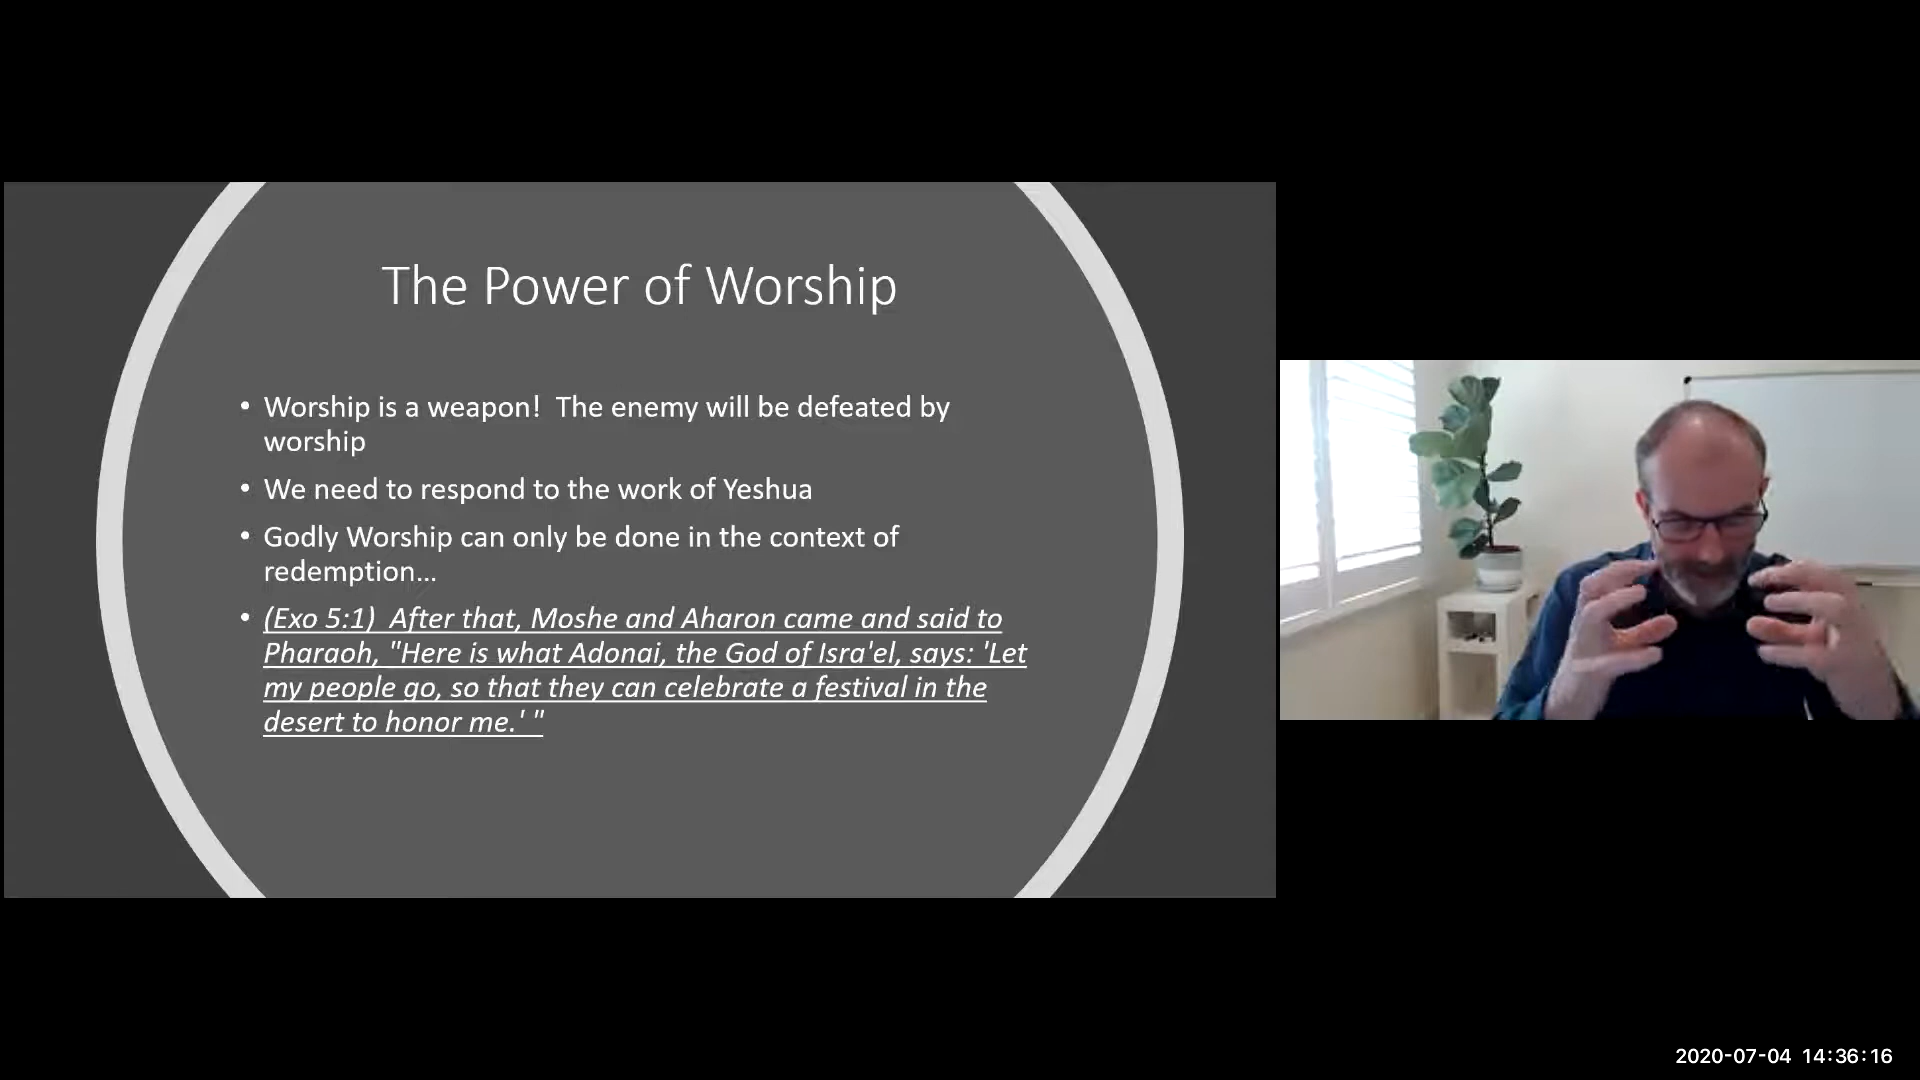 The Power of Worship
• Worship is a weapon!  The enemy will be defeated by
worship
• We need to respond to the work of Yeshua
• Godly Worship can only be done in the context of
redemption...
• (Exo 5:1)  After that, Moshe and Aharon came and said to
Pharaoh, "Here is what Adonai, the God of Isra'el, says: 'Let
my people go, so that they can celebrate a festival in the
desert to honor me.' "
2020-07-04 14:36:16